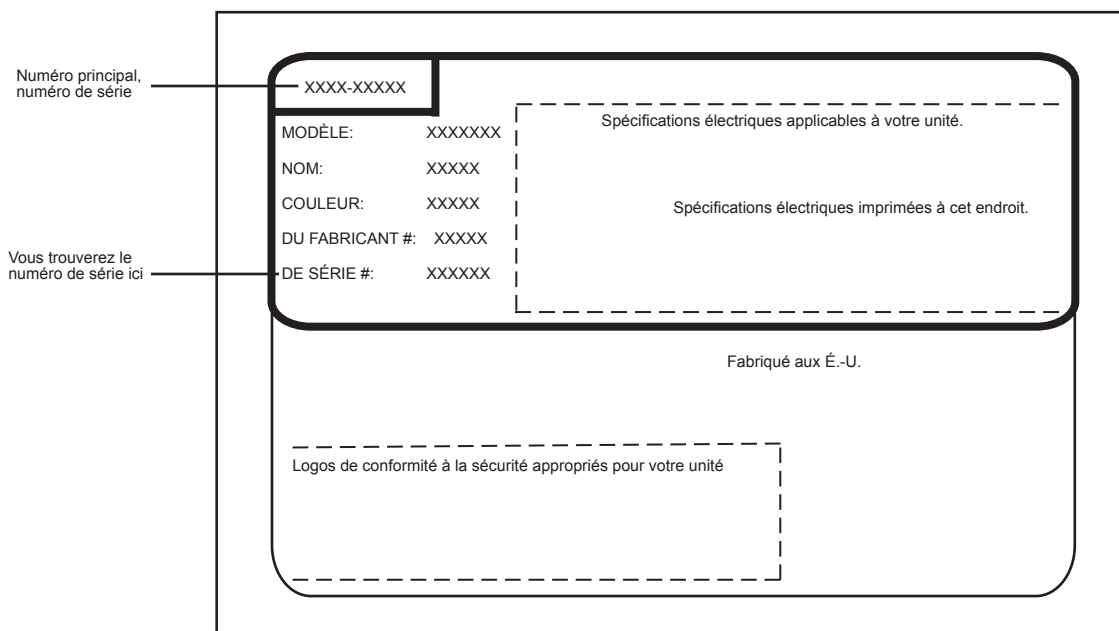 Numéro principal,
numéro de série
XXXX-XXXXX
MODÈLE: XXXXXXX
NOM: XXXXX
COULEUR: XXXXX
DU FABRICANT #: XXXXX
Vous trouverez le
numéro de série ici
DE SÉRIE #: XXXXXX
Spécifications électriques applicables à votre unité.
Spécifications électriques imprimées à cet endroit.
Fabriqué aux É.-U.
Logos de conformité à la sécurité appropriés pour votre unité